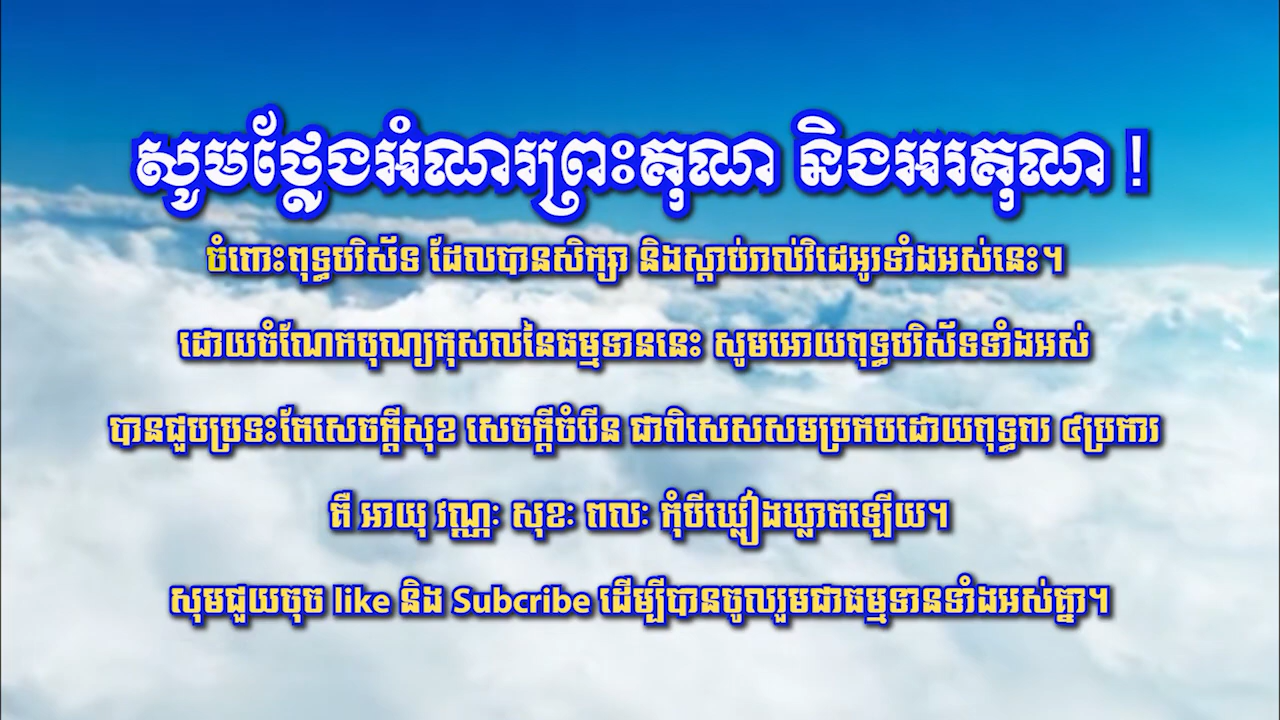 សូមថ្លែងអំណរព្រះគុណ និងអរគុណ !
ចំពោះពុទ្ធបរិស័ទ ដែលបានសិក្សា និងស្តាប់រាល់វិដេអូរទាំងអស់នេះ។
ដោយចំណែកបុណ្យកុសលនៃធម្មទាននេះ សូមអោយពុទ្ធបរិស័ទទាំងអស់
បានជួបប្រទះតែសេចក្តីសុខ សេចក្តីចំរើន ជាពិសេសសមប្រកបដោយពុទ្ធពរ ៤ប្រការ
គឺ អាយុ វណ្ណៈ សុខៈ ពលៈ កុំបីឃ្លៀងឃ្លាតឡើយ។
សុមជួយចុច like និង Subcribe ដើម្បីបានចូលរួមជាធម្មទានទាំងអស់គ្នា។